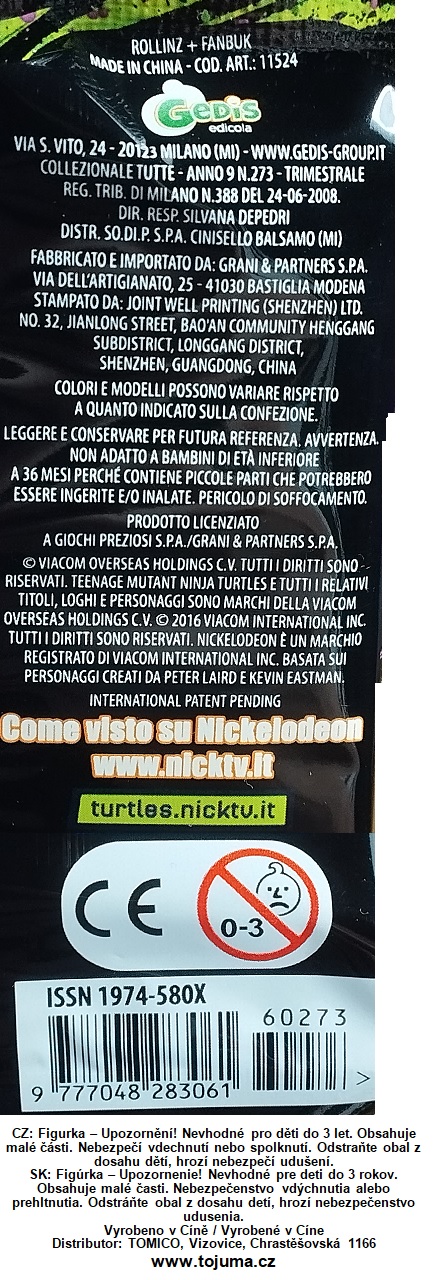 ROLLINZ + FANBUK
MADE IN CHINA - COD. ART.: 11524
GEDIS
edicola
VIA S. VITO, 24 - 20123 MILANO (MI) - WWW.GEDIS-GROUP.IT
COLLEZIONALE TUTTE - ANNO 9 N.273 - TRIMESTRALE
REG. TRIB. DI MILANO N.388 DEL 24-06-2008.
DIR. RESP. SILVANA DEPEDRI
DISTR. SO.DI.P. S.P.A. CINISELLO BALSAMO (MI)
FABBRICATO E IMPORTATO DA: GRANI & PARTNERS S.P.A.
VIA DELL'ARTIGIANATO, 25 - 41030 BASTIGLIA MODENA
STAMPATO DA: JOINT WELL PRINTING (SHENZHEN) LTD.
NO. 32, JIANLONG STREET, BAO'AN COMMUNITY HENGGANG
SUBDISTRICT, LONGGANG DISTRICT,
SHENZHEN, GUANGDONG, CHINA
COLORI E MODELLI POSSONO VARIARE RISPETTO
A QUANTO INDICATO SULLA CONFEZIONE.
LEGGERE E CONSERVARE PER FUTURA REFERENZA. AVVERTENZA.
NON ADATTO A BAMBINI DI ETÀ INFERIORE
A 36 MESI PERCHÉ CONTIENE PICCOLE PARTI CHE POTREBBERO
ESSERE INGERITE E/O INALATE. PERICOLO DI SOFFOCAMENTO.
PRODOTTO LICENZIATO
A GIOCHI PREZIOSI S.P.A./GRANI & PARTNERS S.P.A.
© VIACOM OVERSEAS HOLDINGS C.V. TUTTI I DIRITTI SONO
RISERVATI. TEENAGE MUTANT NINJA TURTLES E TUTTI I RELATIVI
TITOLI, LOGHI E PERSONAGGI SONO MARCHI DELLA VIACOM
OVERSEAS HOLDINGS C.V. © 2016 VIACOM INTERNATIONAL INC.
TUTTI I DIRITTI SONO RISERVATI. NICKELODEON È UN MARCHIO
REGISTRATO DI VIACOM INTERNATIONAL INC. BASATA SUI
PERSONAGGI CREATI DA PETER LAIRD E KEVIN EASTMAN.
INTERNATIONAL PATENT PENDING
Come visto su Nickelodeon
www.nicktv.it
turtles.nicktv.it
CE
0-3
ISSN 1974-580X
60273
9 777048 283061 >
CZ: Figurka – Upozornění! Nevhodné pro děti do 3 let. Obsahuje
malé části. Nebezpečí vdechnutí nebo spolknutí. Odstraňte obal z
dosahu dětí, hrozí nebezpečí udušení.
SK: Figúrka – Upozornenie! Nevhodné pre deti do 3 rokov.
Obsahuje malé časti. Nebezpečenstvo vdýchnutia alebo
prehltnutia. Odstráňte obal z dosahu detí, hrozí nebezpečenstvo
udusenia.
Vyrobeno v Číně / Vyrobené v Číne
Distributor: TOMICO, Vizovice, Chrastěšovská 1166
www.tojuma.cz